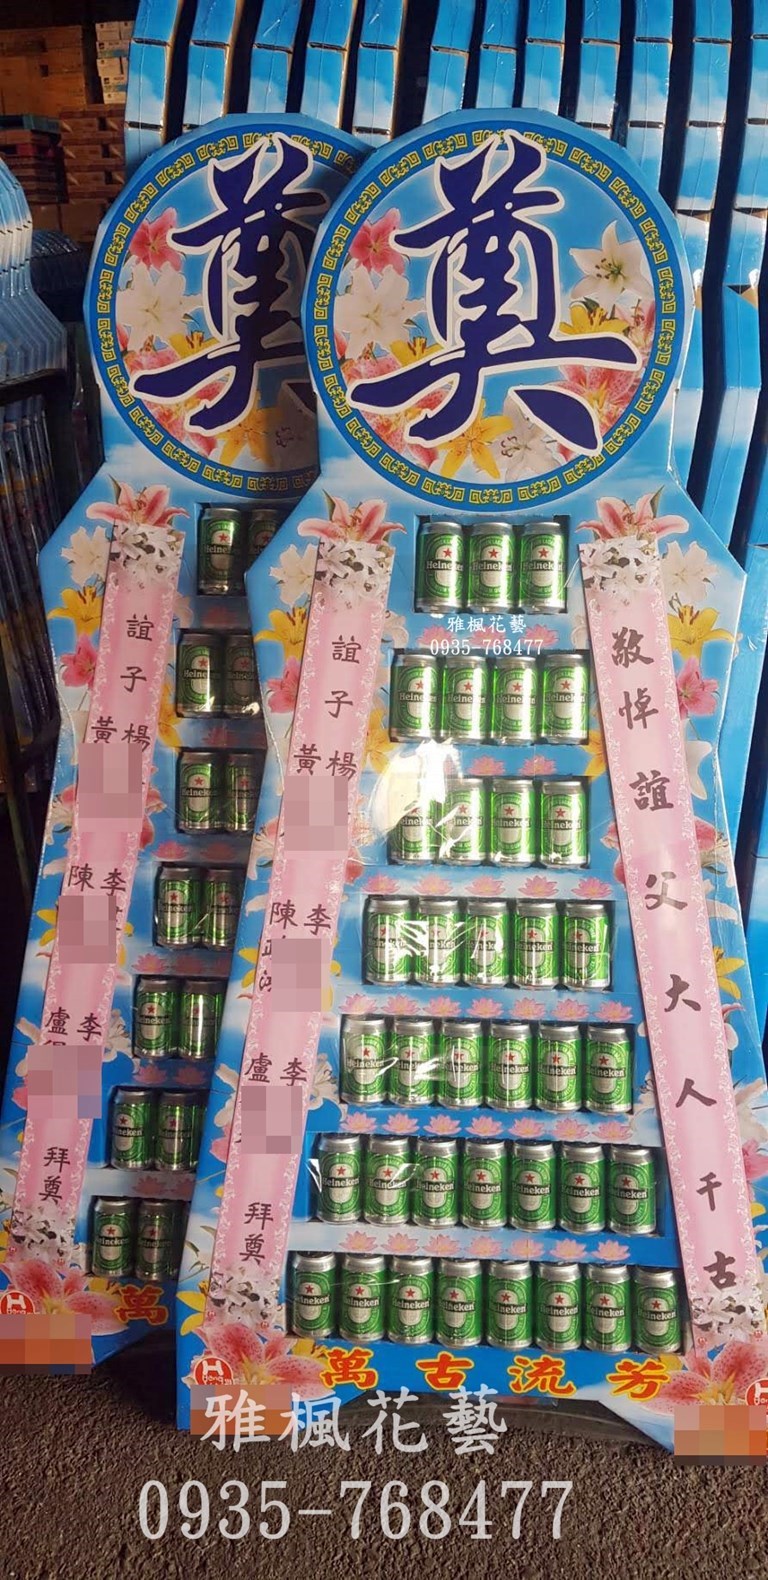 奠
奠
Heineken
雅楓花藝
0935-768477
敬悼誼父大人千古
誼子
黃 楊
陳 李
盧 李
拜奠
誼子
黃 楊
陳 李
盧 李
拜奠
萬古流芳
萬
雅楓花藝
0935-768477